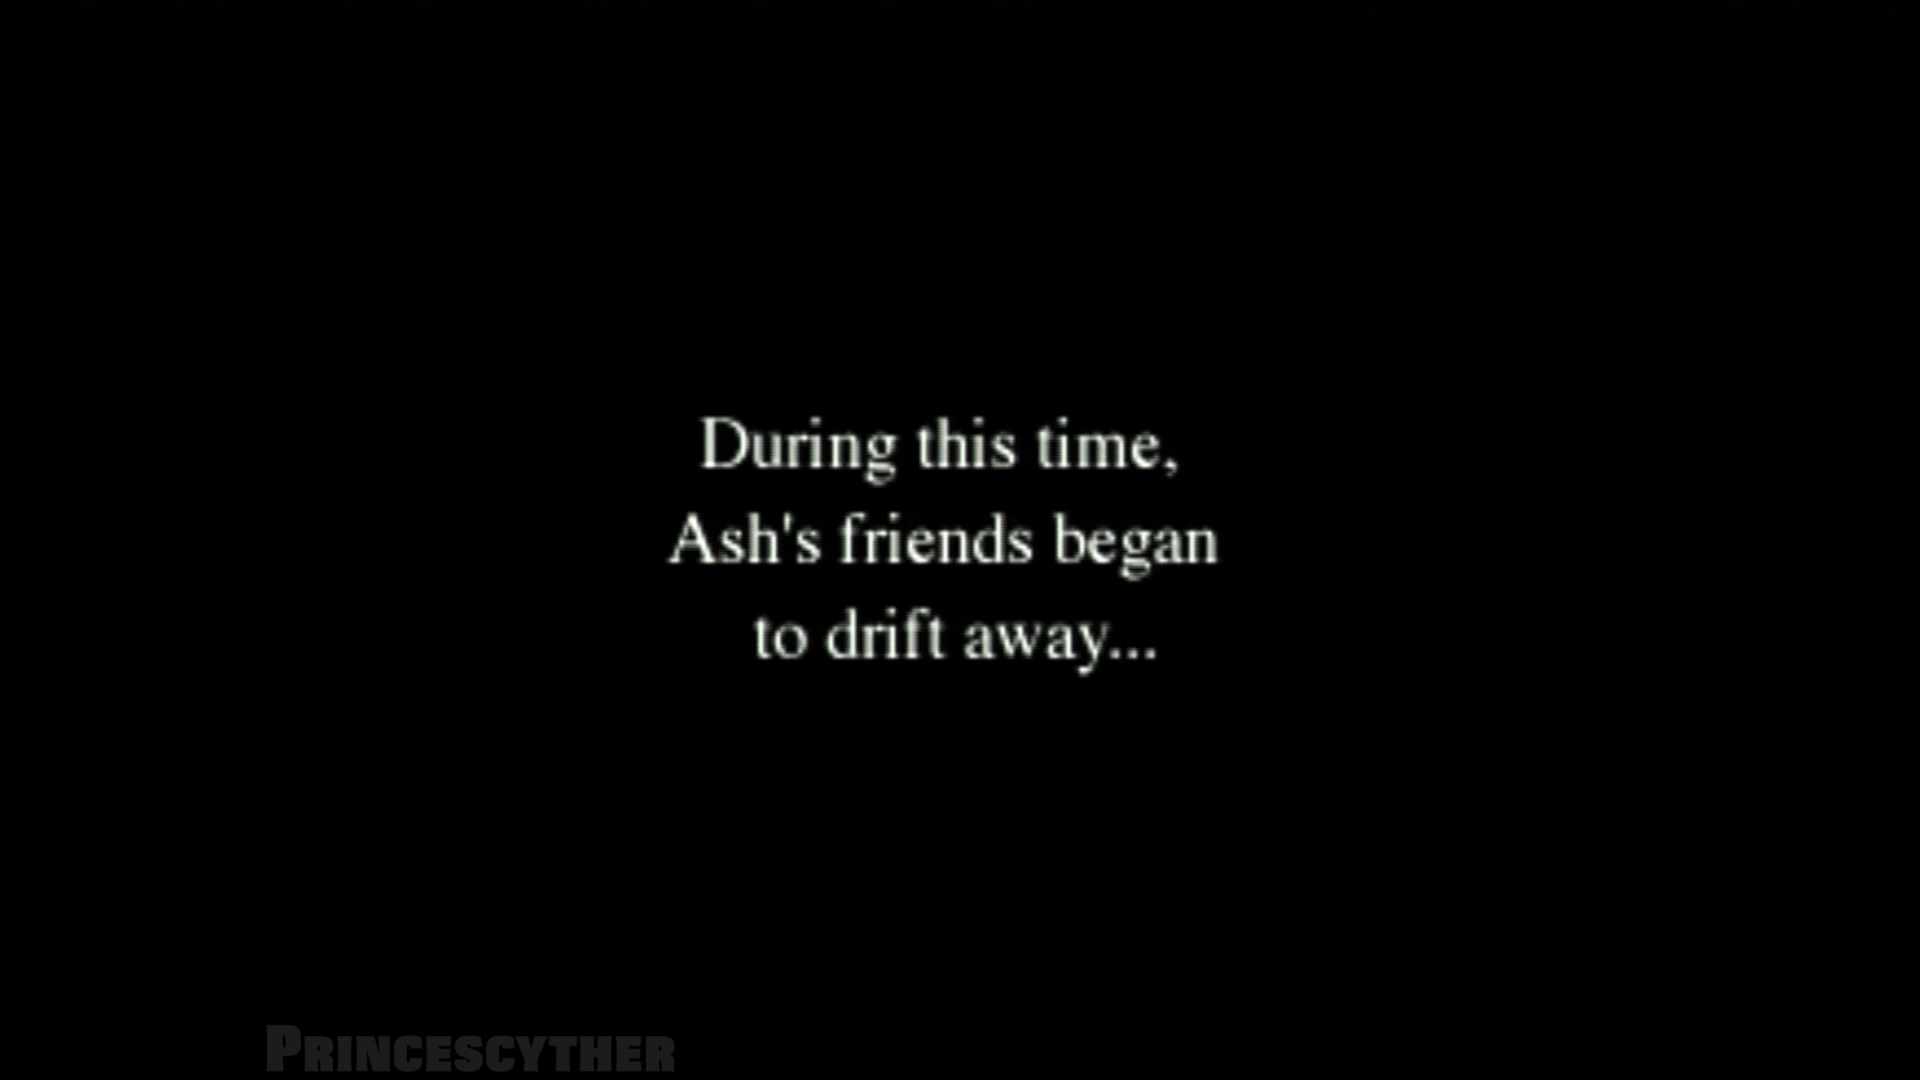 During this time,
Ash's friends began
to drift away...
PRINCESCYTHER